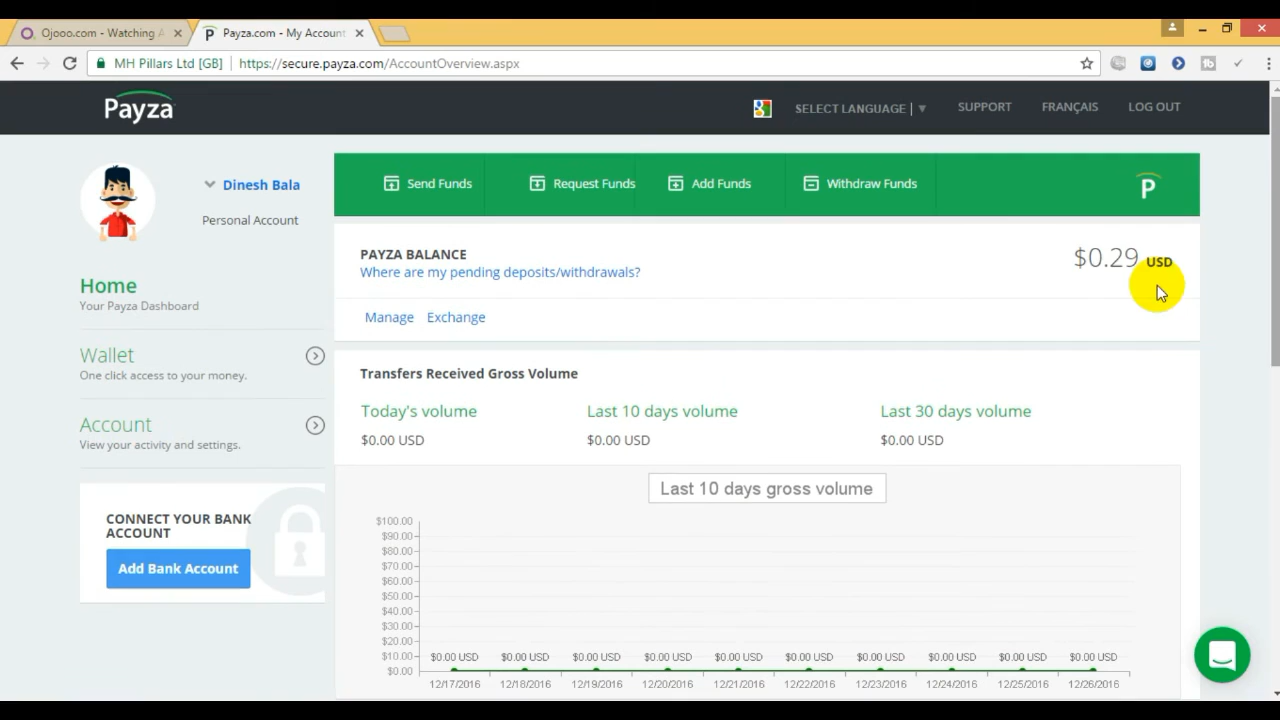 Ojooo.com - Watching A
Payza.com - My Account
MH Pillars Ltd [GB]
https://secure.payza.com/AccountOverview.aspx
Payza
SELECT LANGUAGE
SUPPORT
FRANÇAIS
LOG OUT
Dinesh Bala
Personal Account
Send Funds
Request Funds
Add Funds
Withdraw Funds
P
PAYZA BALANCE
Where are my pending deposits/withdrawals?
$0.29 USD
Manage
Exchange
Home
Your Payza Dashboard
Wallet
One click access to your money.
Account
View your activity and settings.
CONNECT YOUR BANK
ACCOUNT
Add Bank Account
Transfers Received Gross Volume
Today's volume
Last 10 days volume
Last 30 days volume
$0.00 USD
$0.00 USD
$0.00 USD
Last 10 days gross volume
$100.00
$90.00
$80.00
$70.00
$60.00
$50.00
$40.00
$30.00
$20.00
$10.00
$0.00
$0.00 USD
$0.00 USD
$0.00 USD
$0.00 USD
$0.00 USD
$0.00 USD
$0.00 USD
$0.00 USD
$0.00 USD
$0.00 USD
12/17/2016
12/18/2016
12/19/2016
12/20/2016
12/21/2016
12/22/2016
12/23/2016
12/24/2016
12/25/2016
12/26/2016